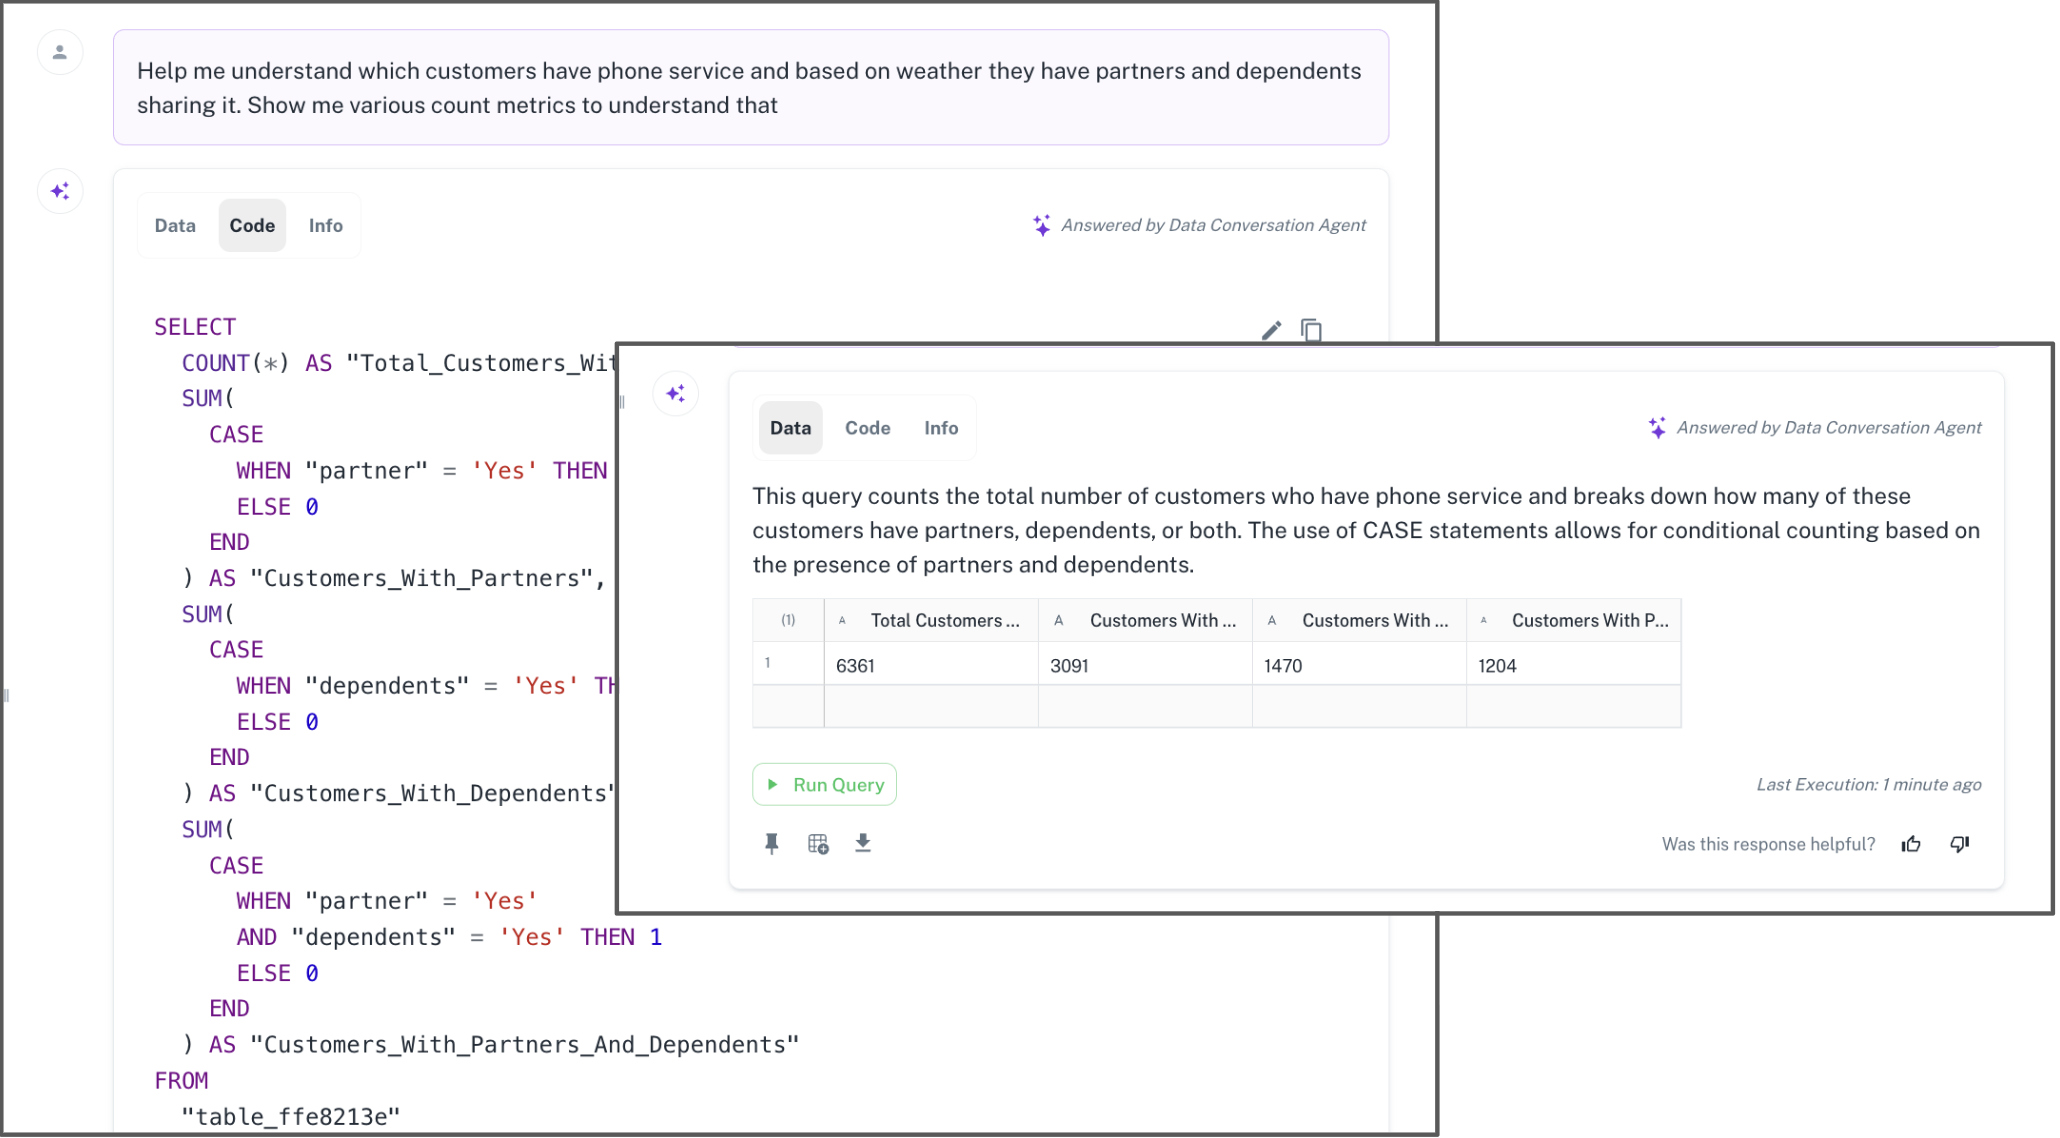 Help me understand which customers have phone service and based on weather they have partners and dependents
sharing it. Show me various count metrics to understand that
Data Code Info
Answered by Data Conversation Agent
SELECT
COUNT(*) AS "Total_Customers_Wit
SUM(
CASE
WHEN "partner" = 'Yes' THEN
ELSE 0
END
) AS "Customers_With_Partners",
SUM(
CASE
WHEN "dependents" = 'Yes' TH
ELSE 0
END
) AS "Customers_With_Dependents"
SUM(
CASE
WHEN "partner" = 'Yes'
AND "dependents" = 'Yes' THEN 1
ELSE 0
END
) AS "Customers_With_Partners_And_Dependents"
FROM
"table_ffe8213e"
Data Code Info
Answered by Data Conversation Agent
This query counts the total number of customers who have phone service and breaks down how many of these
customers have partners, dependents, or both. The use of CASE statements allows for conditional counting based on
the presence of partners and dependents.
(1) A Total Customers ... A Customers With ... A Customers With ... A Customers With P...
1 6361 3091 1470 1204
Run Query
Last Execution: 1 minute ago
Was this response helpful?